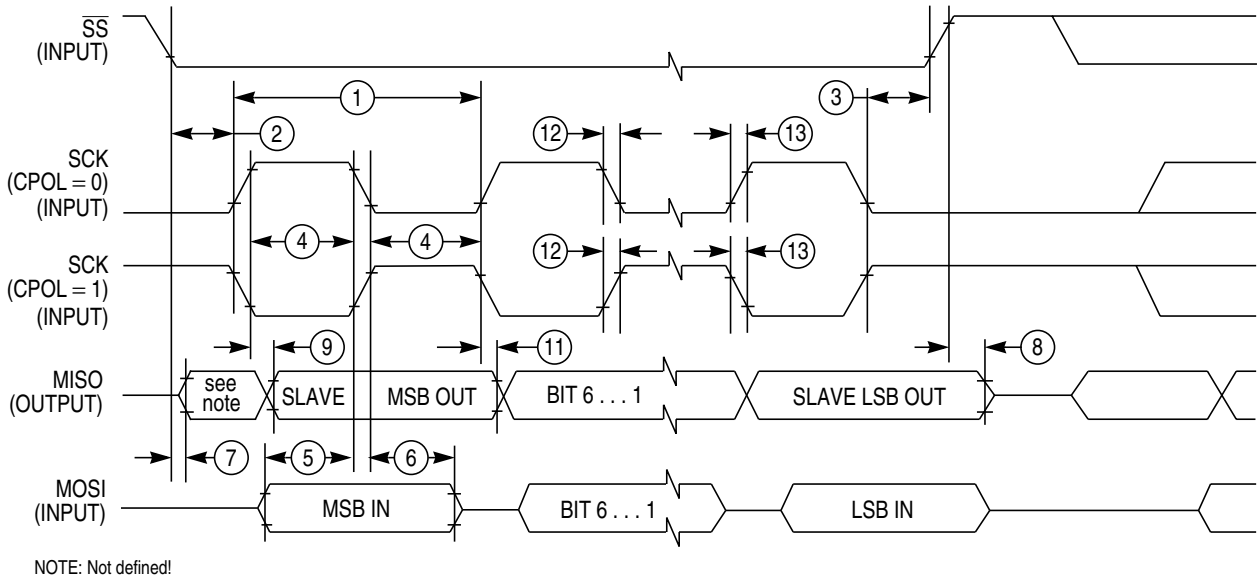 SS
(INPUT)
1
3
2
12
13
SCK
(CPOL = 0)
(INPUT)
4
4
12
13
SCK
(CPOL = 1)
(INPUT)
9
11
8
MISO
(OUTPUT)
see
note
SLAVE
MSB OUT
BIT 6 . . . 1
SLAVE LSB OUT
7
5
6
MOSI
(INPUT)
MSB IN
BIT 6 . . . 1
LSB IN
NOTE: Not defined!